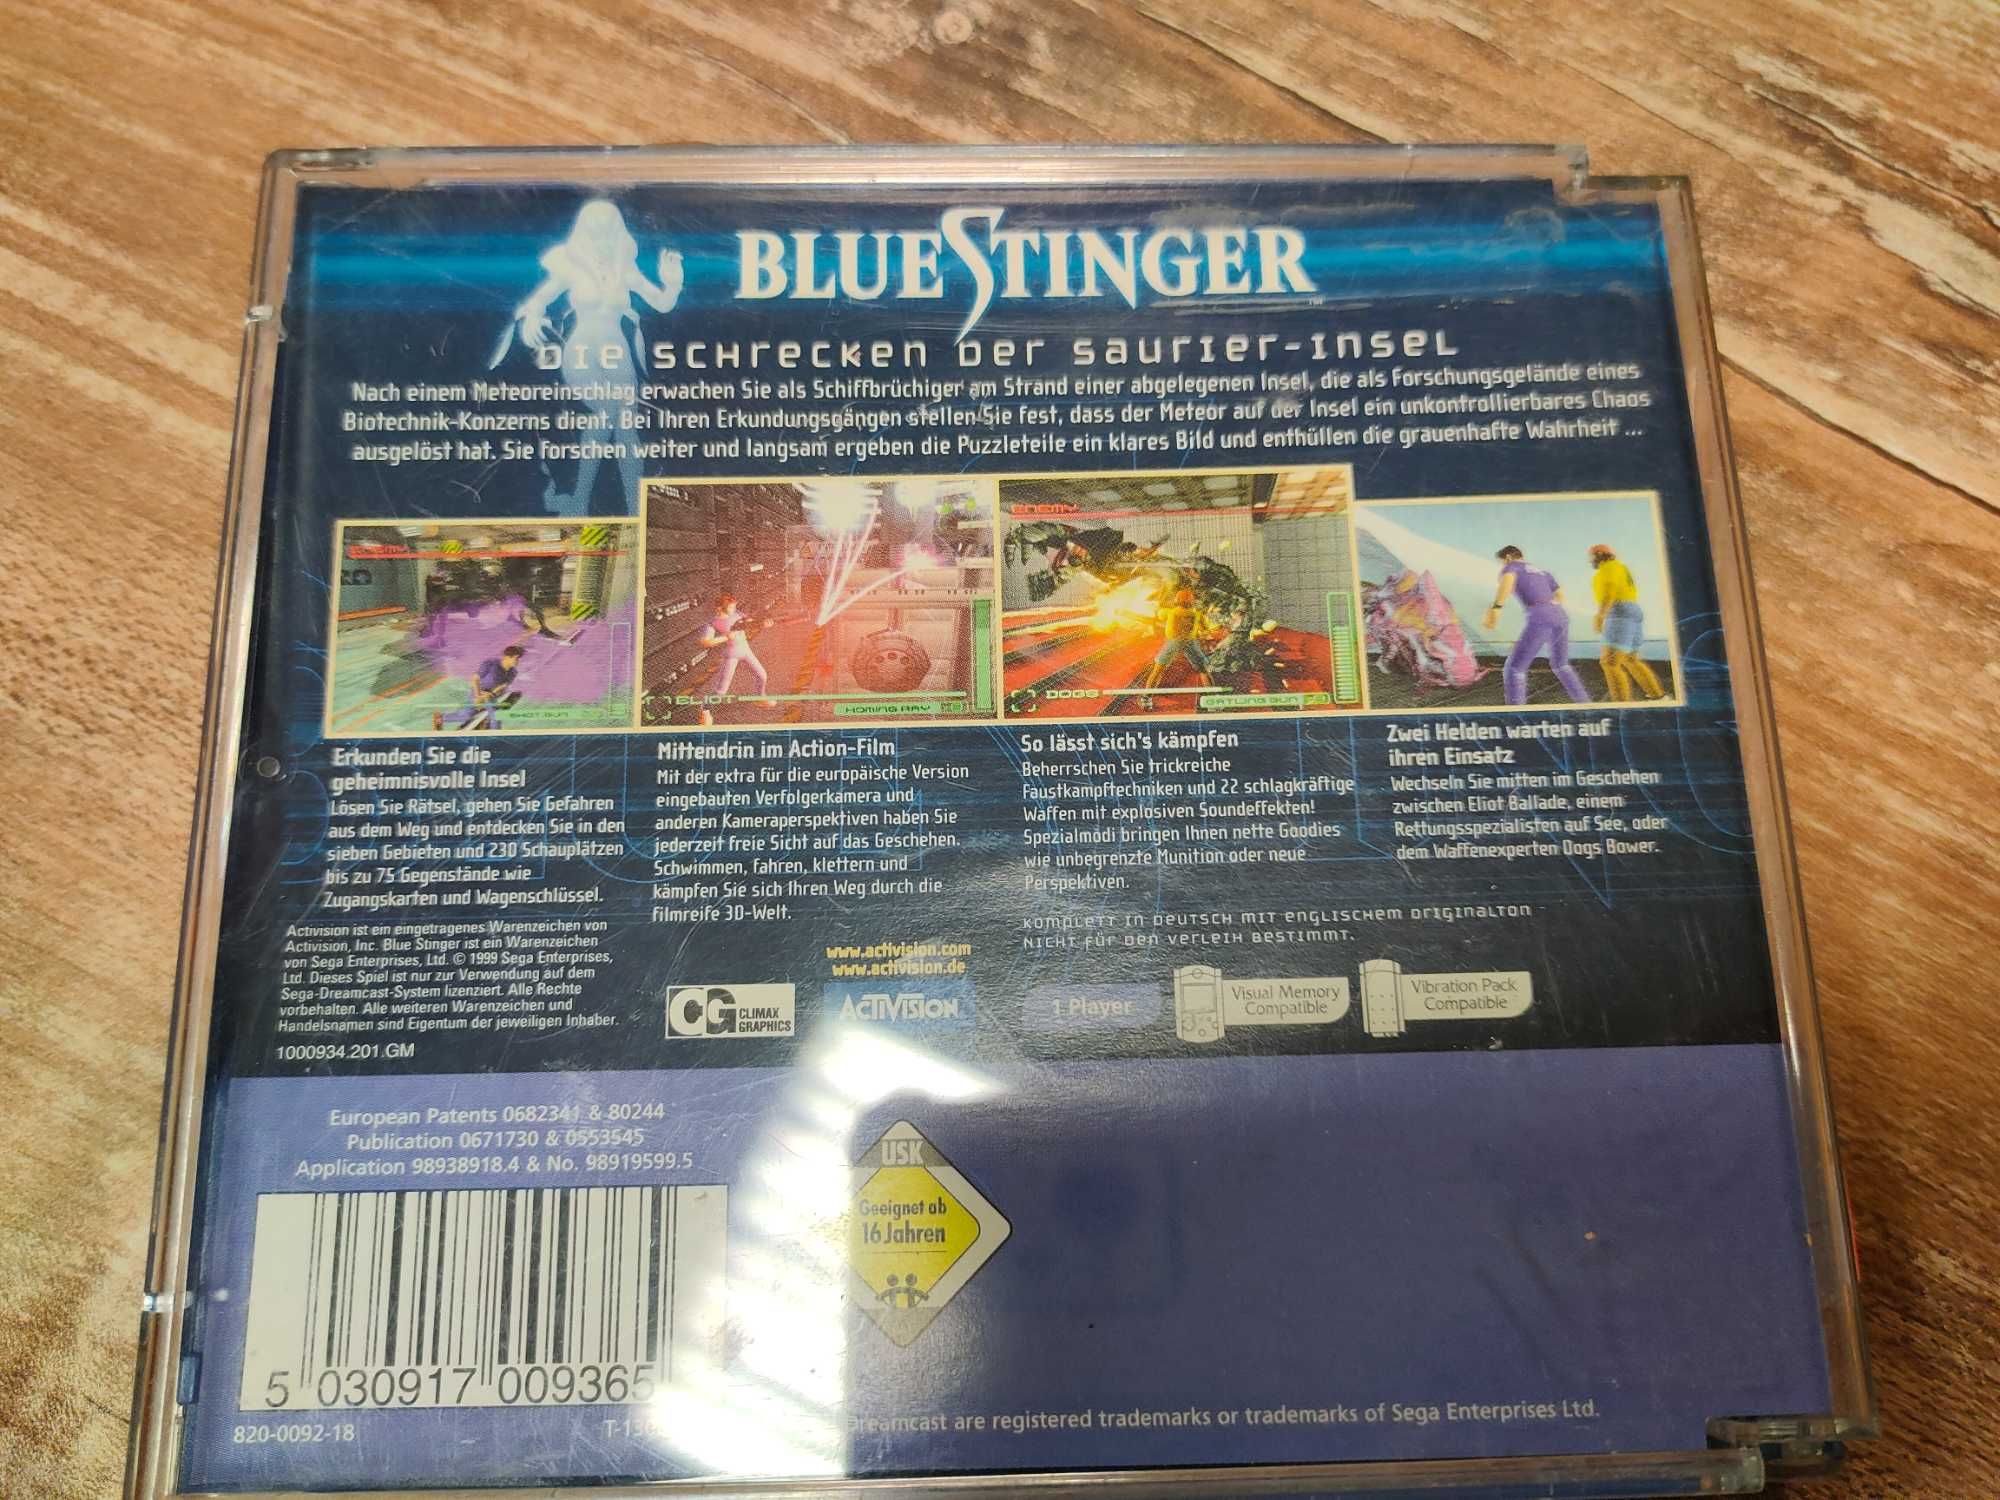 BLUE STINGER
TM
DIE SCHRECKEN DER SAURIER-INSEL
Nach einem Meteoreinschlag erwachen Sie als Schiffbrüchiger am Strand einer abgelegenen Insel, die als Forschungsgelände eines
Biotechnik-Konzerns dient. Bei Ihren Erkundungsgängen stellen Sie fest, dass der Meteor auf der Insel ein unkontrollierbares Chaos
ausgelöst hat. Sie forschen weiter und langsam ergeben die Puzzleteile ein klares Bild und enthüllen die grauenhafte Wahrheit ...
ENEMY
SHOT GUN
ELIOT
HOMING RAY
ENEMY
DOGS
GATLING GUN
Erkunden Sie die
geheimnisvolle Insel
Lösen Sie Rätsel, gehen Sie Gefahren
aus dem Weg und entdecken Sie in den
sieben Gebieten und 230 Schauplätzen
bis zu 75 Gegenstände wie
Zugangskarten und Wagenschlüssel.
Mittendrin im Action-Film
Mit der extra für die europäische Version
eingebauten Verfolgerkamera und
anderen Kameraperspektiven haben Sie
jederzeit freie Sicht auf das Geschehen.
Schwimmen, fahren, klettern und
kämpfen Sie sich Ihren Weg durch die
filmreife 3D-Welt.
So lässt sich's kämpfen
Beherrschen Sie trickreiche
Faustkampftechniken und 22 schlagkräftige
Waffen mit explosiven Soundeffekten!
Spezialmodi bringen Ihnen nette Goodies
wie unbegrenzte Munition oder neue
Perspektiven.
Zwei Helden warten auf
ihren Einsatz
Wechseln Sie mitten im Geschehen
zwischen Eliot Ballade, einem
Rettungsspezialisten auf See, oder
dem Waffenexperten Dogs Bower.
KOMPLETT IN DEUTSCH MIT ENGLISCHEM ORIGINALTON
NICHT FÜR DEN VERLEIH BESTIMMT.
Activision ist ein eingetragenes Warenzeichen von
Activision, Inc. Blue Stinger ist ein Warenzeichen
von Sega Enterprises, Ltd. © 1999 Sega Enterprises,
Ltd. Dieses Spiel ist nur zur Verwendung auf dem
Sega-Dreamcast-System lizenziert. Alle Rechte
vorbehalten. Alle weiteren Warenzeichen und
Handelsnamen sind Eigentum der jeweiligen Inhaber.
1000934.201.GM
www.activision.com
www.activision.de
CG CLIMAX
GRAPHICS
ACTIVISION
1 Player
Visual Memory
Compatible
Vibration Pack
Compatible
European Patents 0682341 & 80244
Publication 0671730 & 0553545
Application 98938918.4 & No. 98919599.5
USK
Geeignet ab
16 Jahren
5 030917 009365
820-0092-18
Dreamcast are registered trademarks or trademarks of Sega Enterprises Ltd.